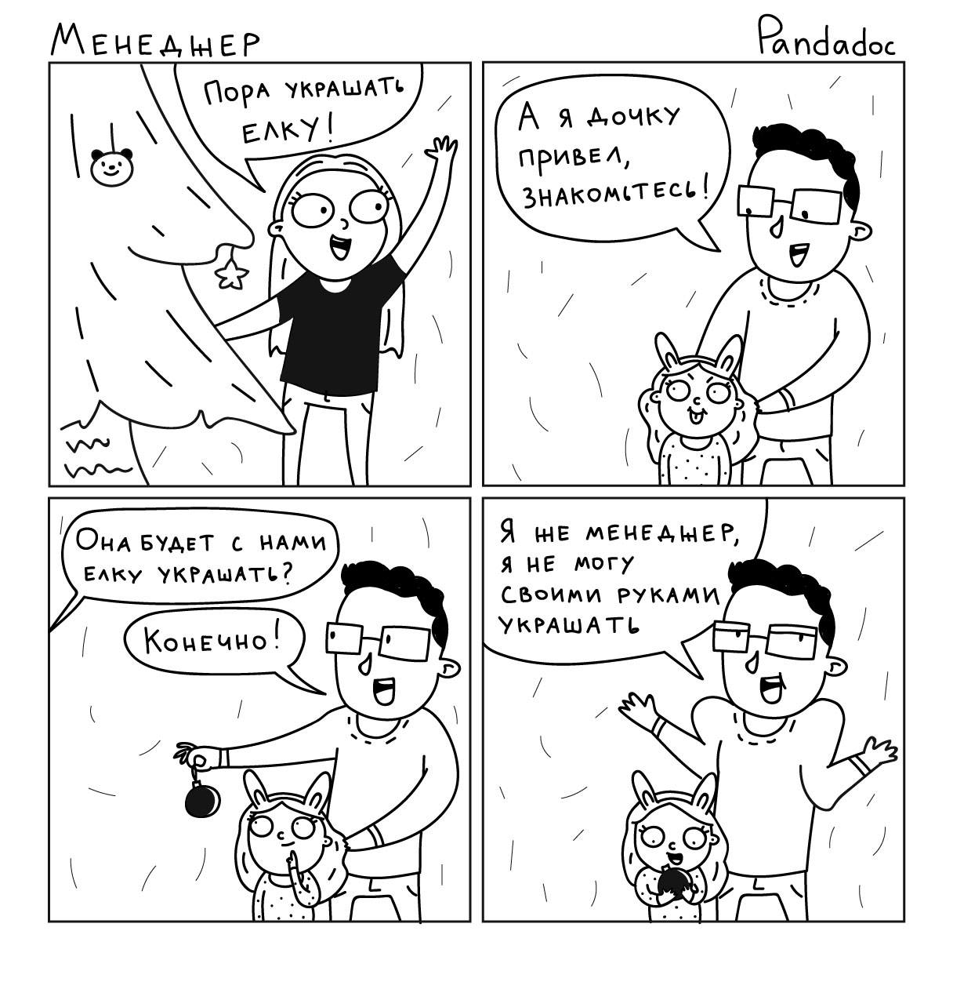 Менеджер
Pandadoc
Пора украшать
елку!
А я дочку
привел,
знакомьтесь!
Она будет с нами
елку украшать?
Конечно!
Я же менеджер,
я не могу
своими руками
украшать